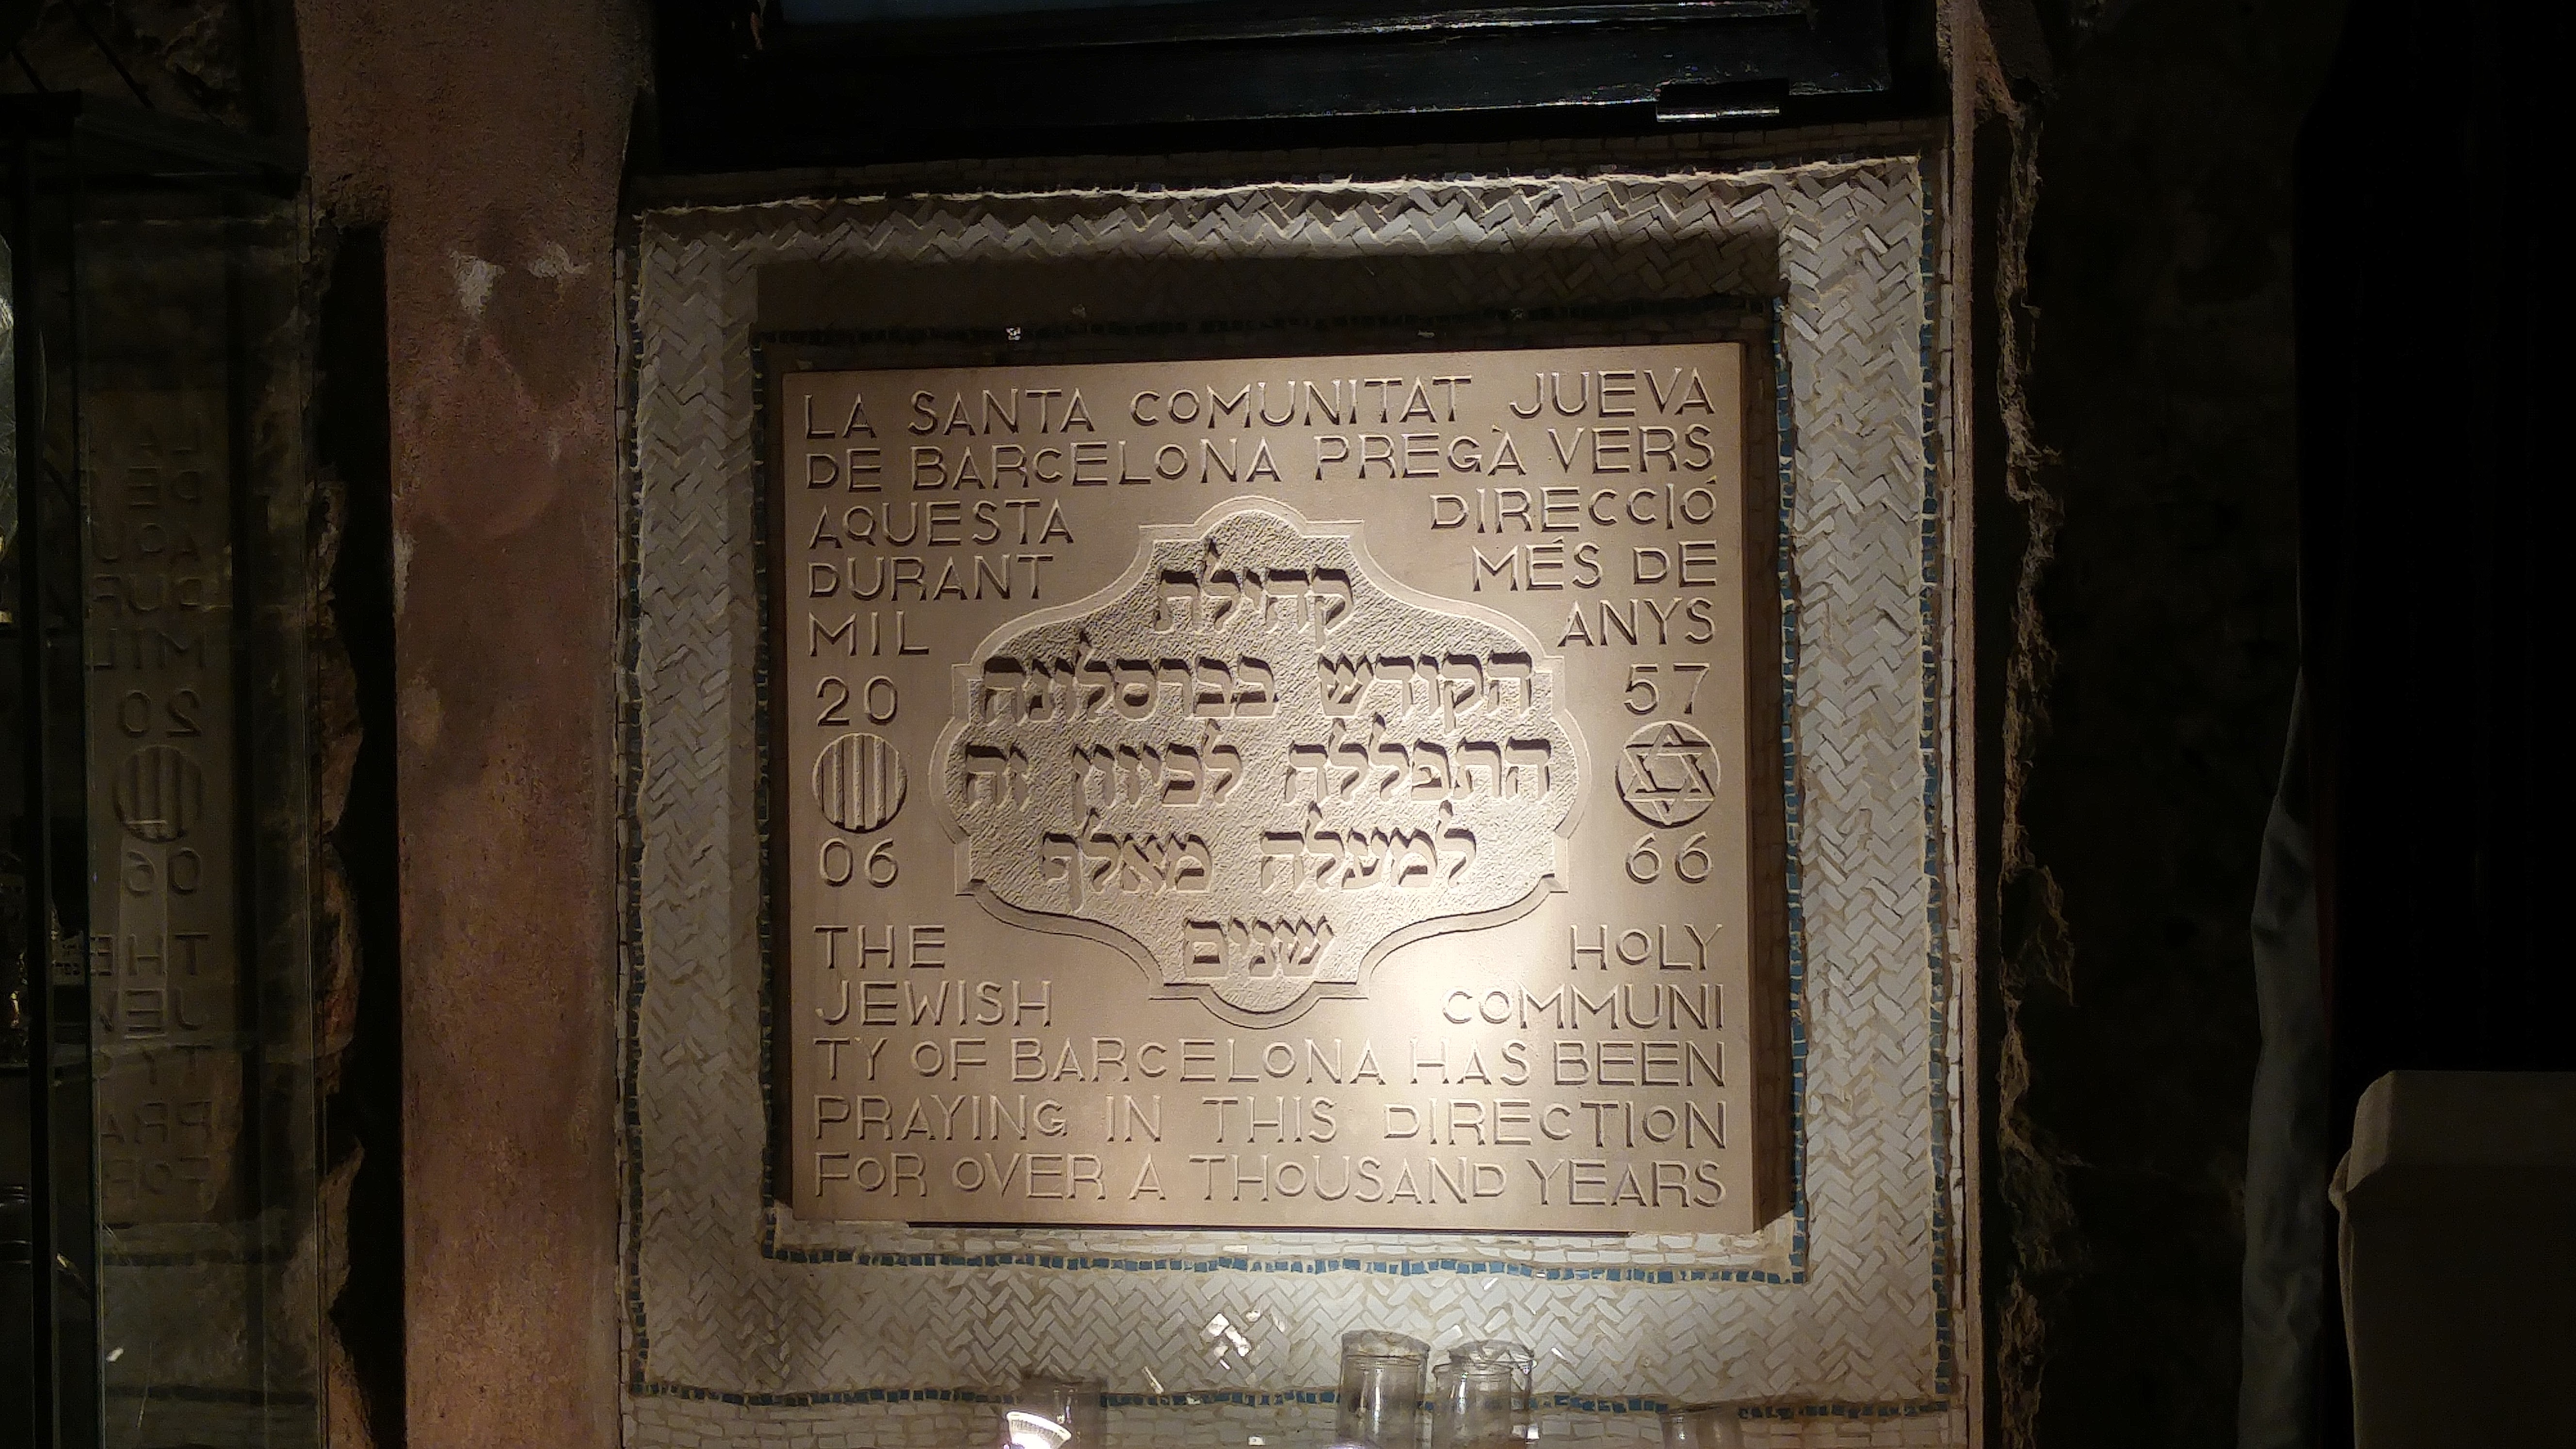 LA SANTA COMUNITAT JUEVA
DE BARCELONA PREGÀ VERS
AQUESTA DIRECCIÓ
DURANT MÉS DE
MIL ANYS
קהילת
הקודש בברסלונה
התפללה לכיוון זה
למעלה מאלף
שנים
20 57
06 66
THE HOLY
JEWISH COMMUNI
TY OF BARCELONA HAS BEEN
PRAYING IN THIS DIRECTION
FOR OVER A THOUSAND YEARS